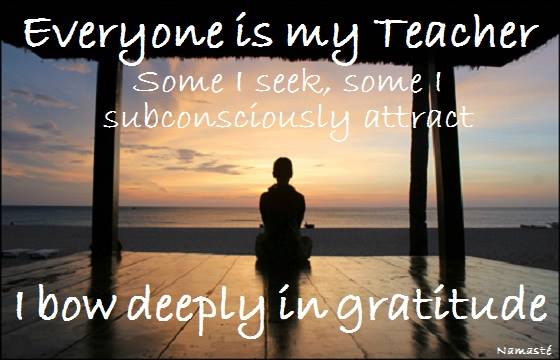 Everyone is my Teacher
Some I seek, some I
subconsciously attract
I bow deeply in gratitude
Namasté